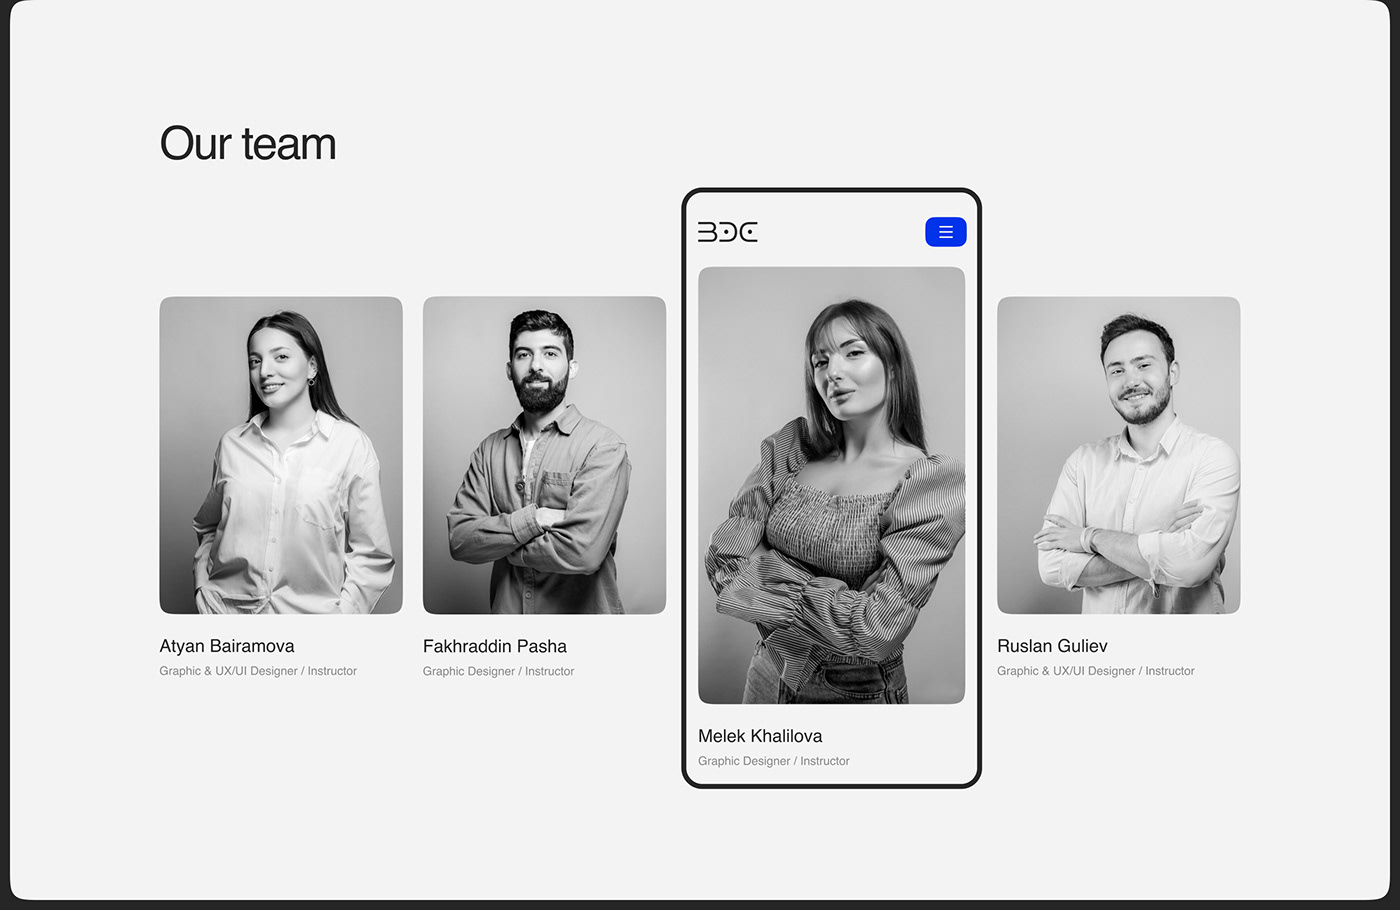 Our team
BDC
Atyan Bairamova
Graphic & UX/UI Designer / Instructor
Fakhraddin Pasha
Graphic Designer / Instructor
Melek Khalilova
Graphic Designer / Instructor
Ruslan Guliev
Graphic & UX/UI Designer / Instructor